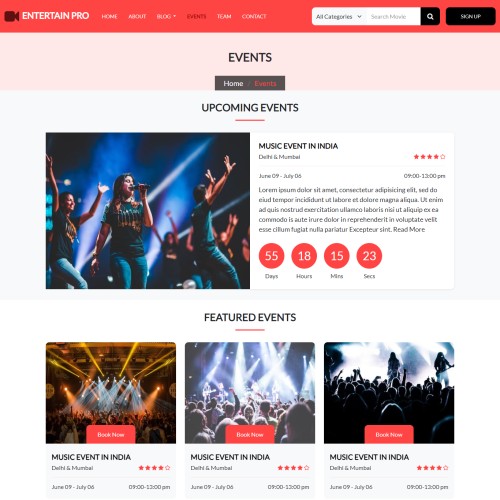 ENTERTAIN PRO
HOME ABOUT BLOG EVENTS TEAM CONTACT
All Categories Search Movie SIGN UP
EVENTS
Home Events
UPCOMING EVENTS
MUSIC EVENT IN INDIA
Delhi & Mumbai
June 09 - July 06 09:00-13:00 pm
Lorem ipsum dolor sit amet, consectetur adipisicing elit, sed do
eiusmod tempor incididunt ut labore et dolore magna aliqua. Ut enim
ad quis nostrud exercitation ullamco laboris nisi ut aliquip ex ea
commodo is aute irure dolor in reprehenderit in voluptate velit
esse cillum fugiat nulla pariatur Excepteur sint. Read More
55 18 15 23
Days Hours Mins Secs
FEATURED EVENTS
Book Now Book Now Book Now
MUSIC EVENT IN INDIA MUSIC EVENT IN INDIA MUSIC EVENT IN INDIA
Delhi & Mumbai Delhi & Mumbai Delhi & Mumbai
June 09 - July 06 09:00-13:00 pm June 09 - July 06 09:00-13:00 pm June 09 - July 06 09:00-13:00 pm